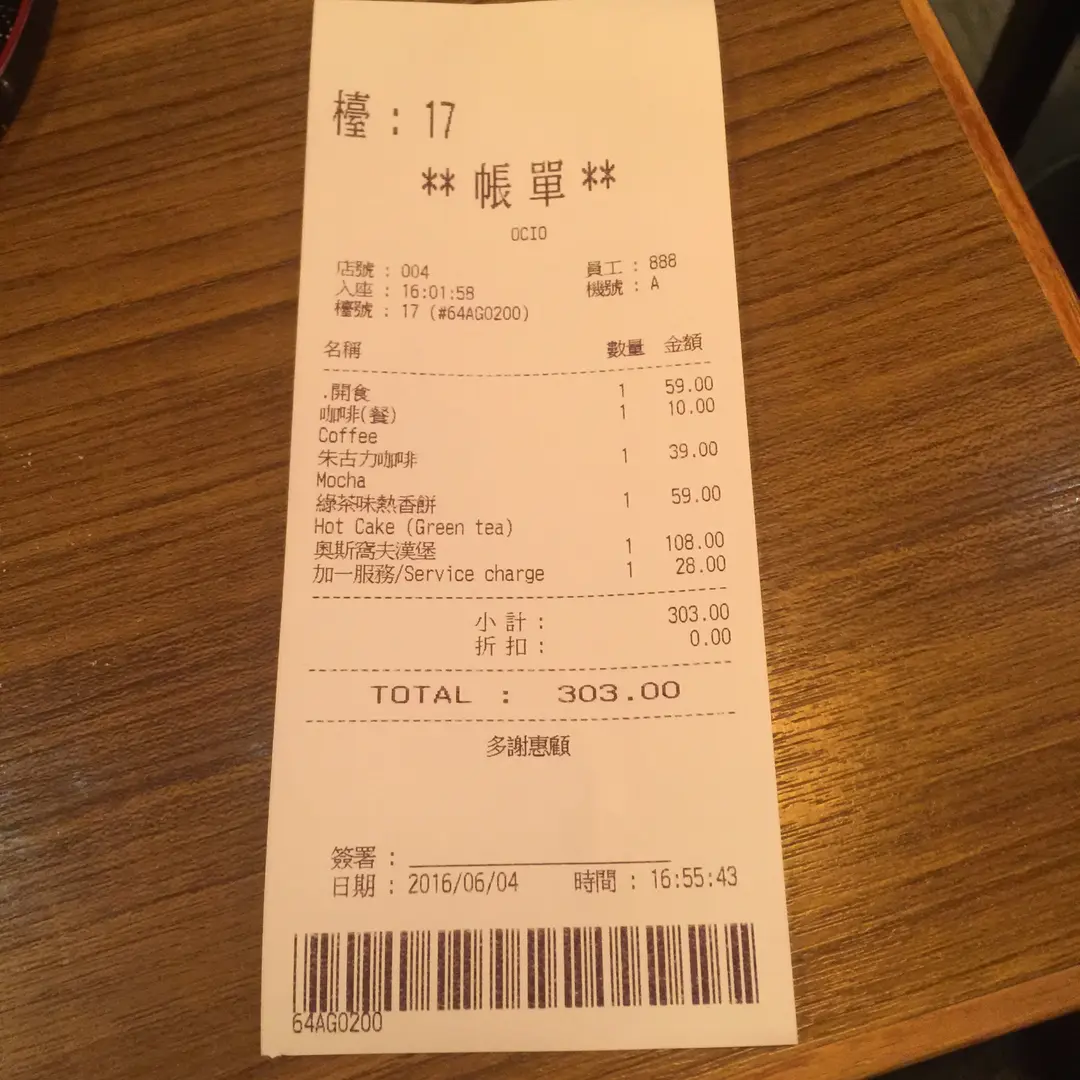 檯 : 17
** 帳單 **
OCIO
店號 : 004 員工 : 888
入座 : 16:01:58 機號 : A
檯號 : 17 (#64AG0200)
名稱 數量 金額
.開食 1 59.00
咖啡(餐) 1 10.00
Coffee
朱古力咖啡 1 39.00
Mocha
綠茶味熱香餅 1 59.00
Hot Cake (Green tea)
奧斯窩夫漢堡 1 108.00
加一服務/Service charge 1 28.00
小計 : 303.00
折扣 : 0.00
TOTAL : 303.00
多謝惠顧
簽署 :
日期 : 2016/06/04 時間 : 16:55:43
64AG0200